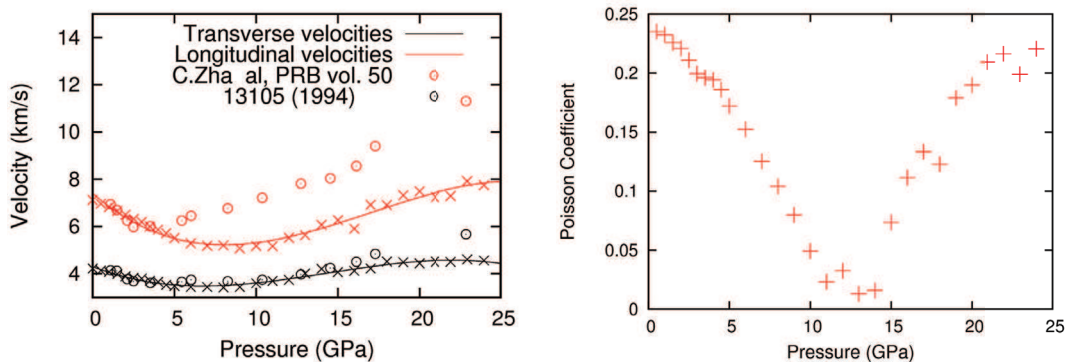 Transverse velocities
Longitudinal velocities
C.Zha al, PRB vol. 50
13105 (1994)
14
12
10
8
6
4
Velocity (km/s)
0 5 10 15 20 25
Pressure (GPa)
0.25
0.2
0.15
0.1
0.05
0
Poisson Coefficient
0 5 10 15 20 25
Pressure (GPa)